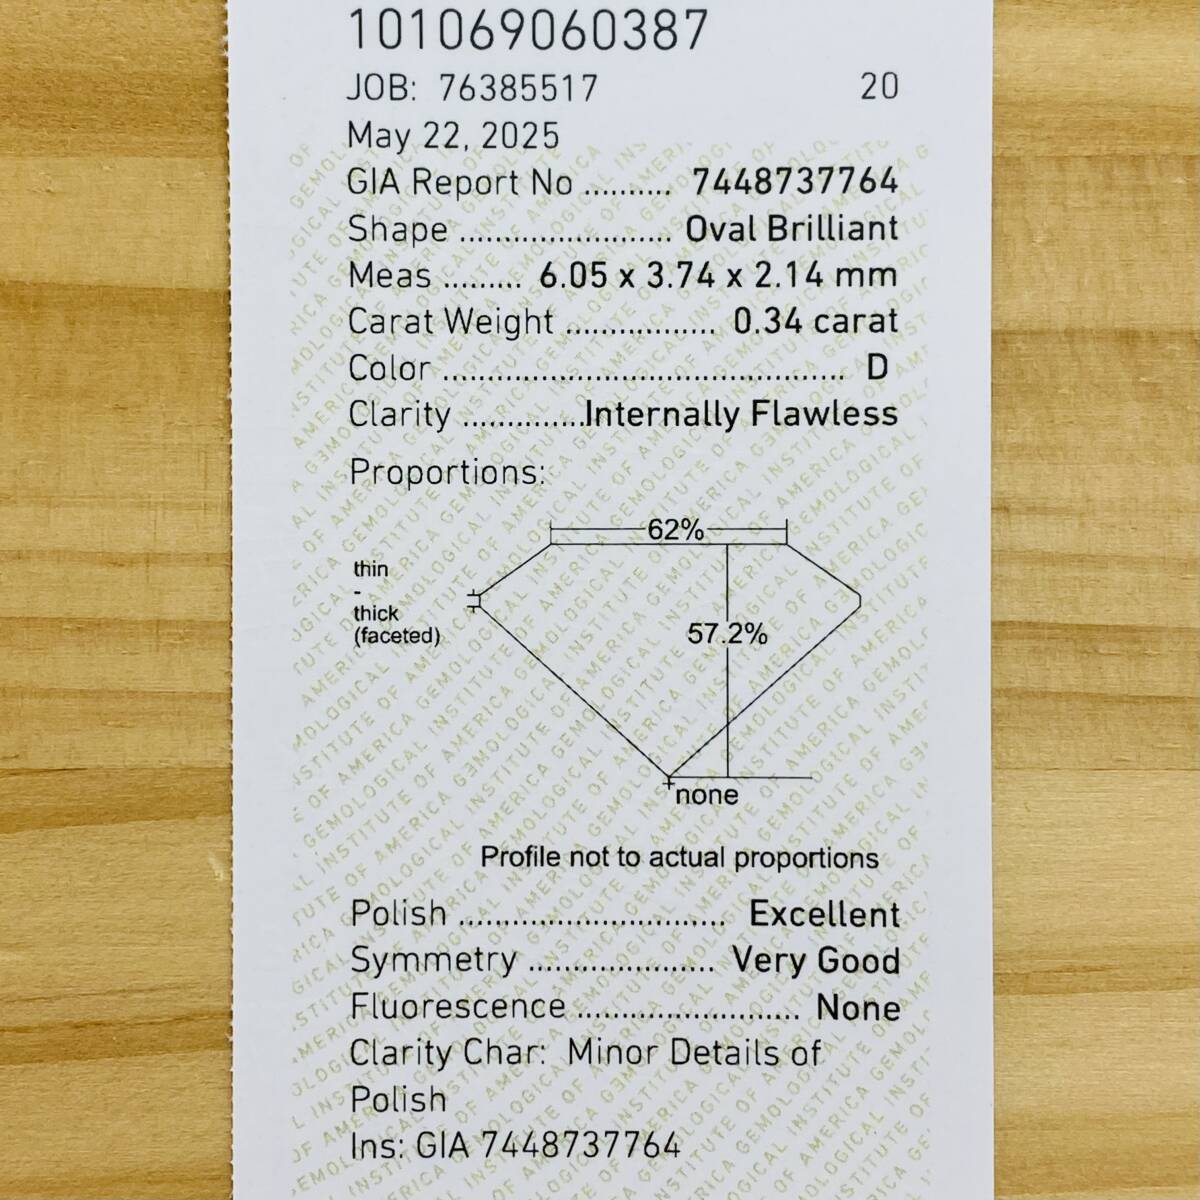 101069060387
JOB: 76385517 20
May 22, 2025
GIA Report No .......... 7448737764
Shape ....................... Oval Brilliant
Meas ......... 6.05 x 3.74 x 2.14 mm
Carat Weight ................ 0.34 carat
Color ............................................ D
Clarity ..............Internally Flawless
Proportions:
62%
thin
-
thick
(faceted)
57.2%
none
Profile not to actual proportions
Polish ............................. Excellent
Symmetry .................... Very Good
Fluorescence ........................ None
Clarity Char: Minor Details of
Polish
Ins: GIA 7448737764